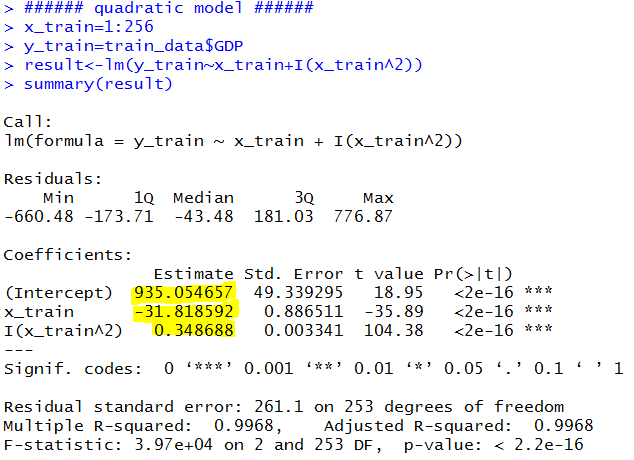 > ###### quadratic model ######
> x_train=1:256
> y_train=train_data$GDP
> result<-lm(y_train~x_train+I(x_train^2))
> summary(result)
Call:
lm(formula = y_train ~ x_train + I(x_train^2))
Residuals:
    Min      1Q  Median      3Q     Max
-660.48 -173.71  -43.48  181.03  776.87
Coefficients:
               Estimate Std. Error t value Pr(>|t|)
(Intercept)  935.054657  49.339295   18.95   <2e-16 ***
x_train      -31.818592   0.886511  -35.89   <2e-16 ***
I(x_train^2)   0.348688   0.003341  104.38   <2e-16 ***
---
Signif. codes:  0 ‘***’ 0.001 ‘**’ 0.01 ‘*’ 0.05 ‘.’ 0.1 ‘ ’ 1
Residual standard error: 261.1 on 253 degrees of freedom
Multiple R-squared:  0.9968,	Adjusted R-squared:  0.9968
F-statistic: 3.97e+04 on 2 and 253 DF,  p-value: < 2.2e-16